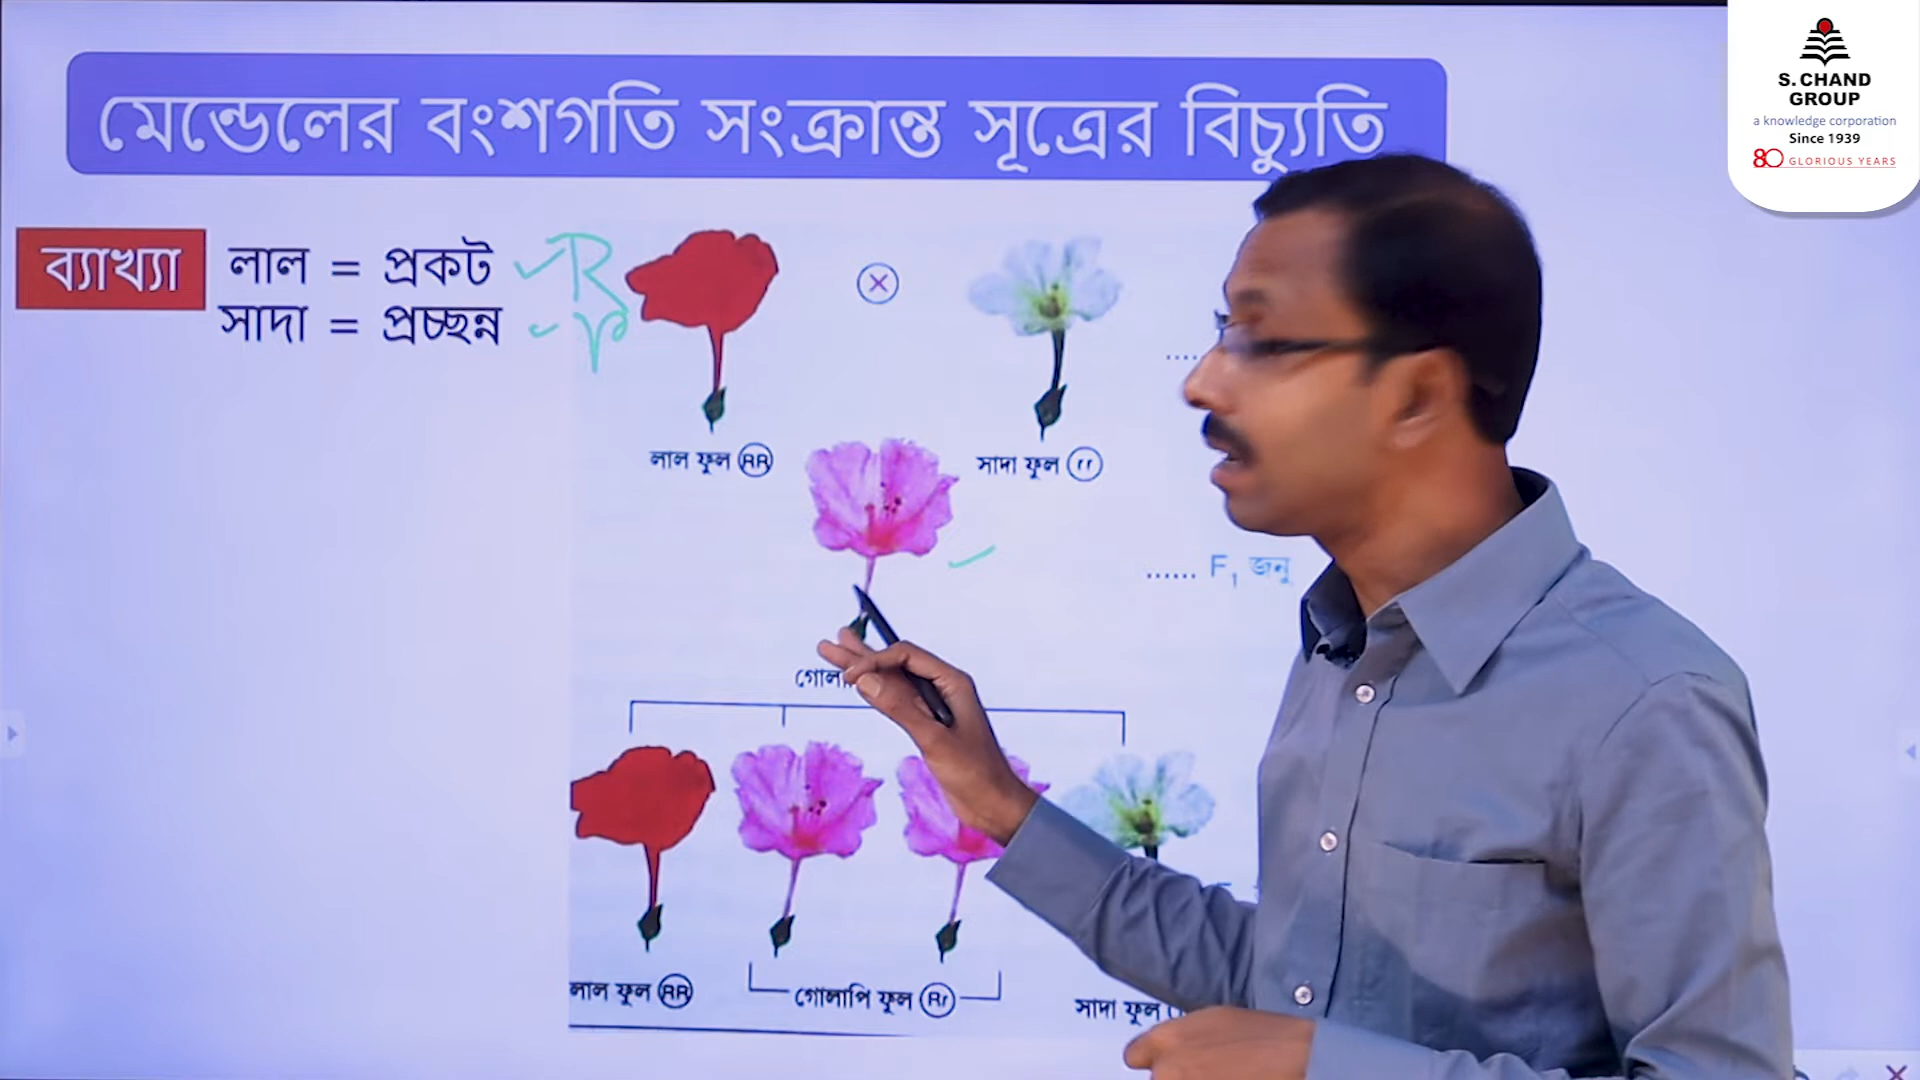 মেন্ডেলের বংশগতি সংক্রান্ত সূত্রের বিচ্যুতি
S. CHAND
GROUP
a knowledge corporation
Since 1939
80 GLORIOUS YEARS
ব্যাখ্যা
লাল = প্রকট R
সাদা = প্রচ্ছন্ন r
লাল ফুল RR
সাদা ফুল rr
F1 জনু
লাল ফুল RR
গোলাপি ফুল Rr
সাদা ফুল